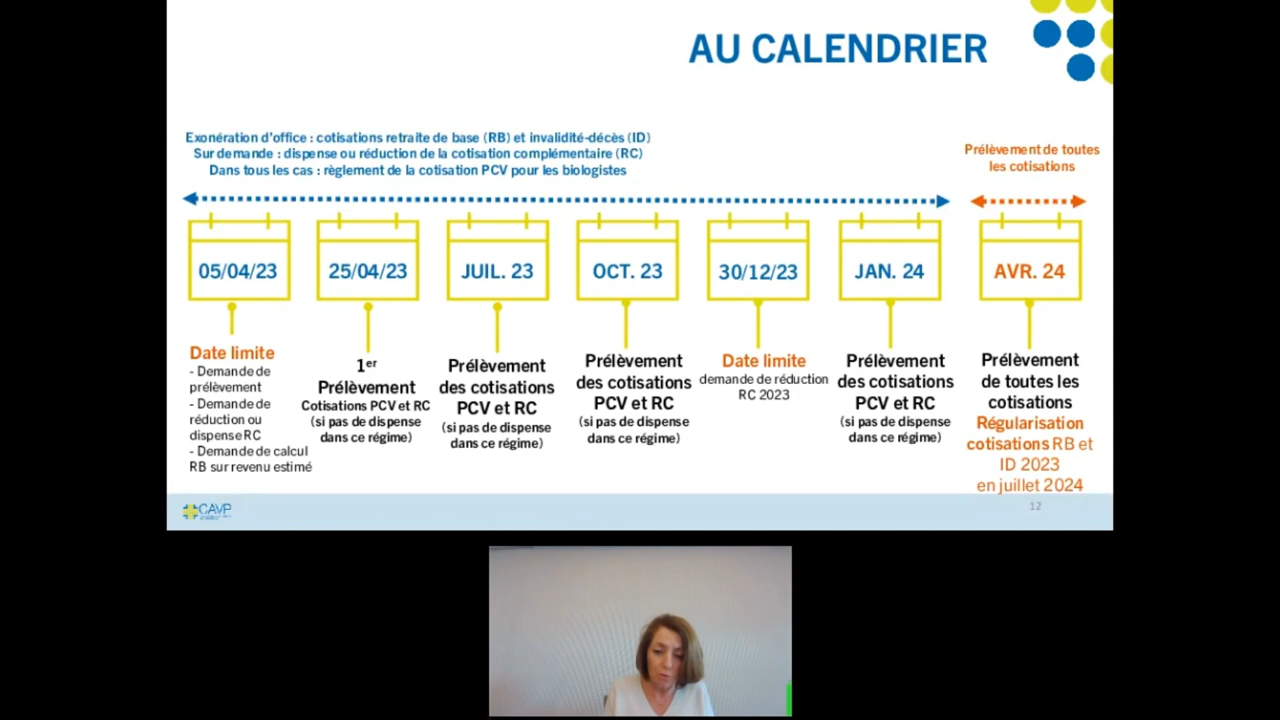 AU CALENDRIER
Exonération d'office : cotisations retraite de base (RB) et invalidité-décès (ID)
Sur demande : dispense ou réduction de la cotisation complémentaire (RC)
Dans tous les cas : règlement de la cotisation PCV pour les biologistes
Prélèvement de toutes
les cotisations
05/04/23
25/04/23
JUIL. 23
OCT. 23
30/12/23
JAN. 24
AVR. 24
Date limite
- Demande de
prélèvement
- Demande de
réduction ou
dispense RC
- Demande de calcul
RB sur revenu estimé
1er
Prélèvement
Cotisations PCV et RC
(si pas de dispense
dans ce régime)
Prélèvement
des cotisations
PCV et RC
(si pas de dispense
dans ce régime)
Prélèvement
des cotisations
PCV et RC
(si pas de dispense
dans ce régime)
Date limite
demande de réduction
RC 2023
Prélèvement
des cotisations
PCV et RC
(si pas de dispense
dans ce régime)
Prélèvement
de toutes les
cotisations
Régularisation
cotisations RB et
ID 2023
en juillet 2024
CAVP
12